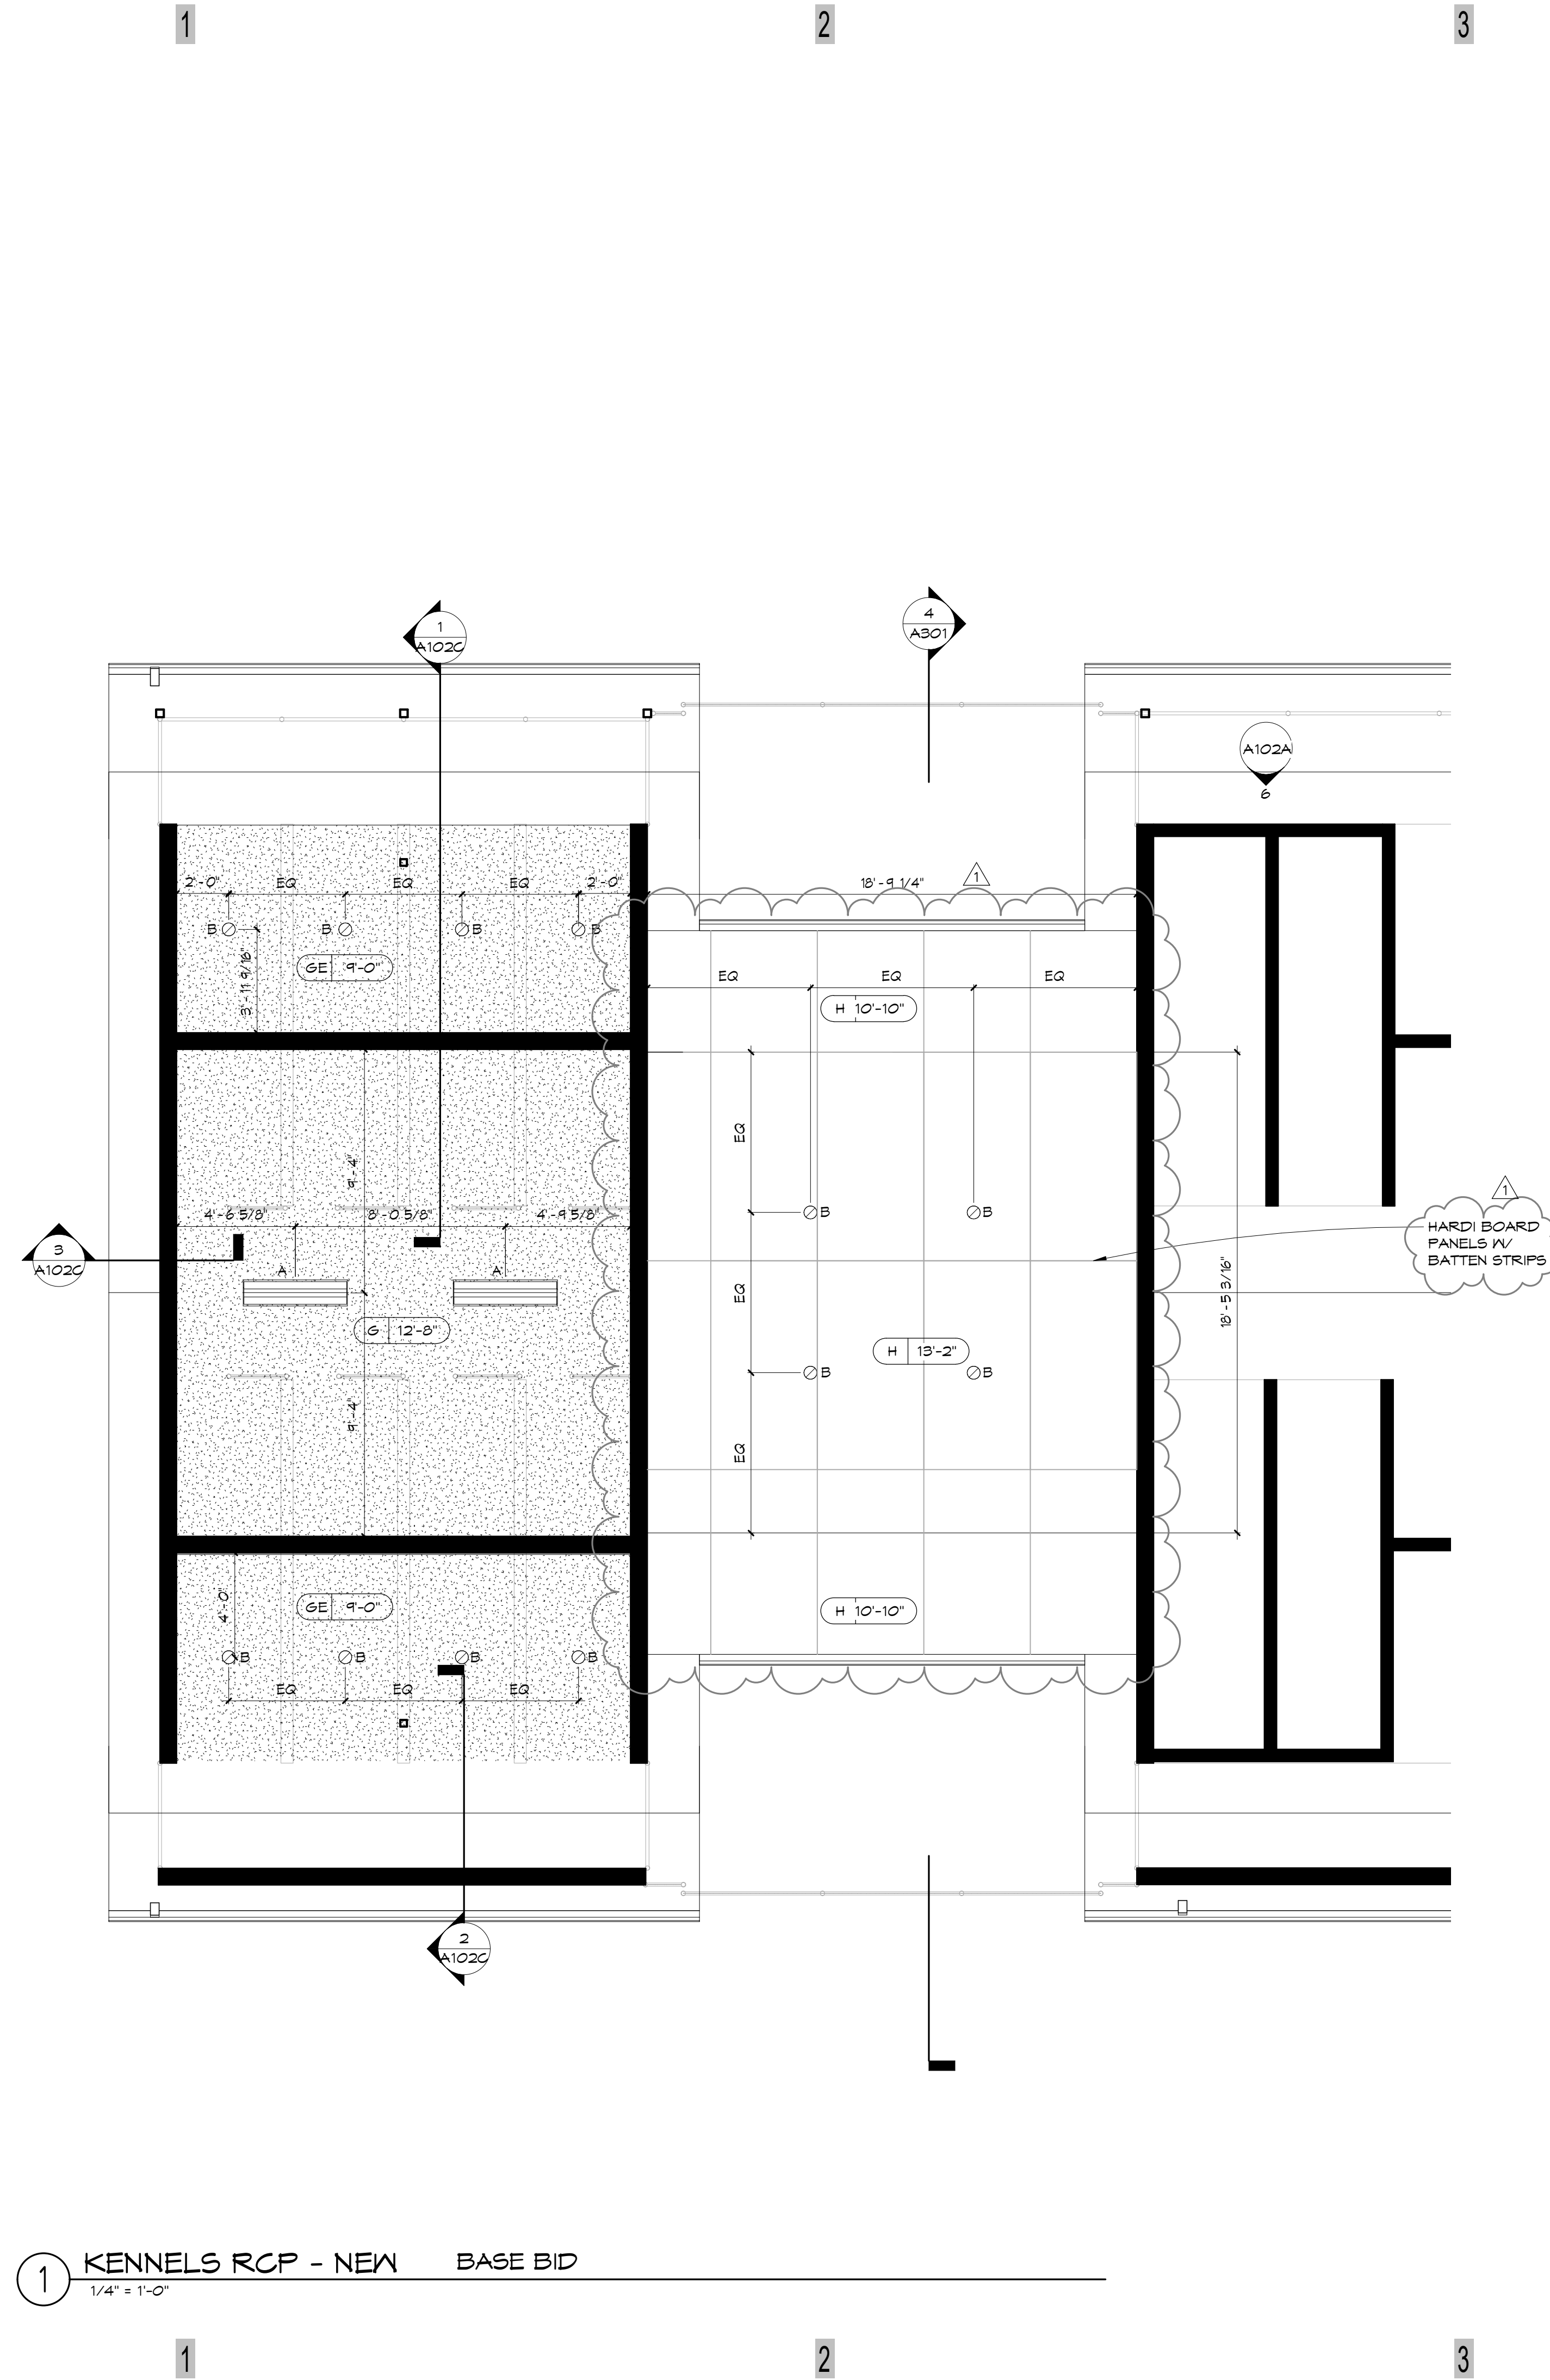 1 2 3
1
A102C
4
A301
A102A
6
2'-0" EQ EQ EQ 2'-0"
18'-9 1/4" 1
B B B B
3'-11 9/16"
GE 9'-0"
EQ EQ EQ
H 10'-10"
9'-4"
EQ
4'-6 5/8" 8'-0 5/8" 4'-9 5/8"
B B
1
HARDI BOARD
PANELS W/
BATTEN STRIPS
3
A102C
A A
EQ
18'-5 3/16"
G 12'-8"
H 13'-2"
B B
9'-4"
EQ
4'-0"
GE 9'-0"
H 10'-10"
B B B B
EQ EQ EQ
2
A102C
1 KENNELS RCP - NEW BASE BID
1/4" = 1'-0"
1 2 3